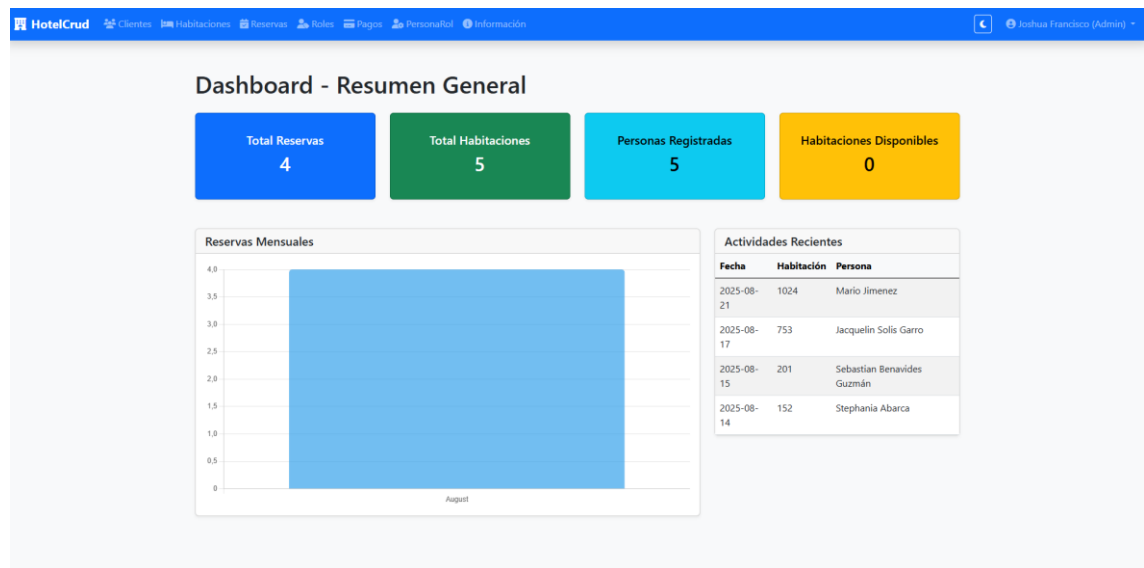 HotelCrud Clientes Habitaciones Reservas Roles Pagos PersonaRol Información Joshua Francisco (Admin)
Dashboard - Resumen General
Total Reservas
4
Total Habitaciones
5
Personas Registradas
5
Habitaciones Disponibles
0
Reservas Mensuales
4,0
3,5
3,0
2,5
2,0
1,5
1,0
0,5
0
August
Actividades Recientes
Fecha Habitación Persona
2025-08- 1024 Mario Jimenez
21
2025-08- 753 Jacquelin Solis Garro
17
2025-08- 201 Sebastian Benavides
15 Guzmán
2025-08- 152 Stephania Abarca
14